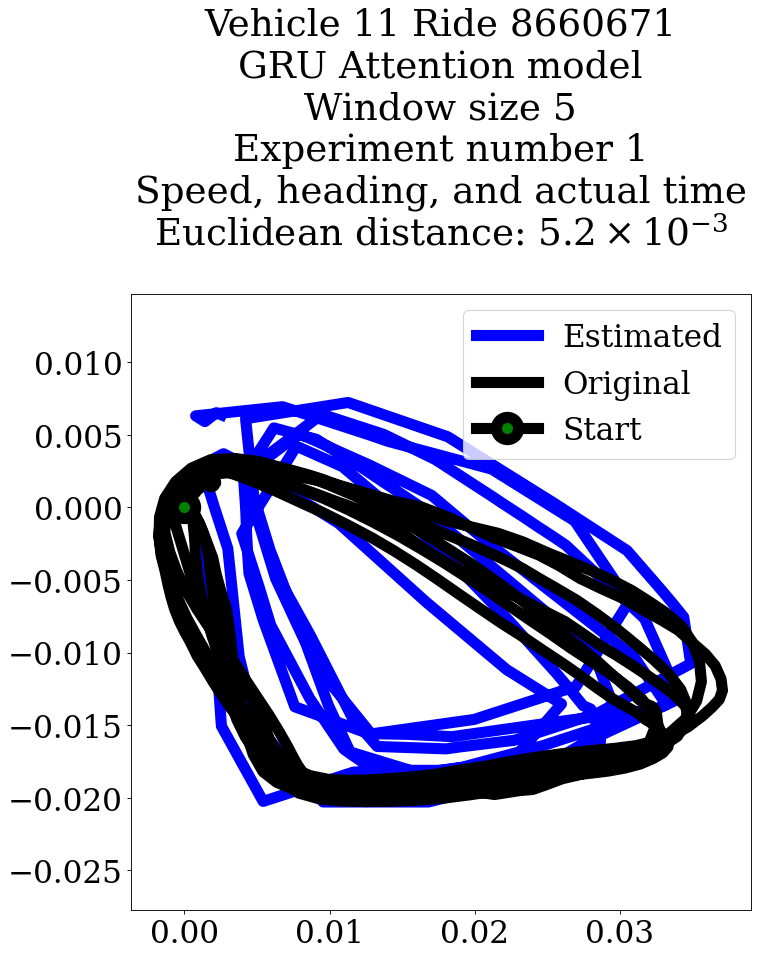 Vehicle 11 Ride 8660671
GRU Attention model
Window size 5
Experiment number 1
Speed, heading, and actual time
Euclidean distance: 5.2 × 10⁻³
Estimated
Original
Start
0.010
0.005
0.000
−0.005
−0.010
−0.015
−0.020
−0.025
0.00 0.01 0.02 0.03